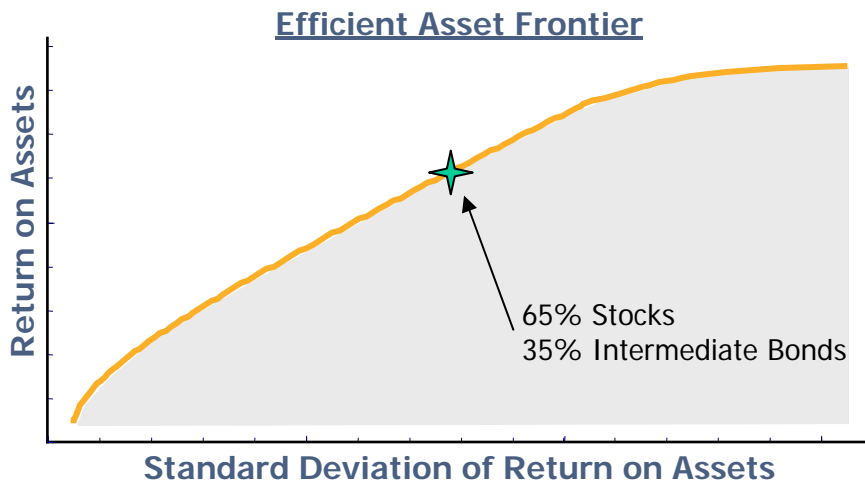 Efficient Asset Frontier
Return on Assets
65% Stocks
35% Intermediate Bonds
Standard Deviation of Return on Assets